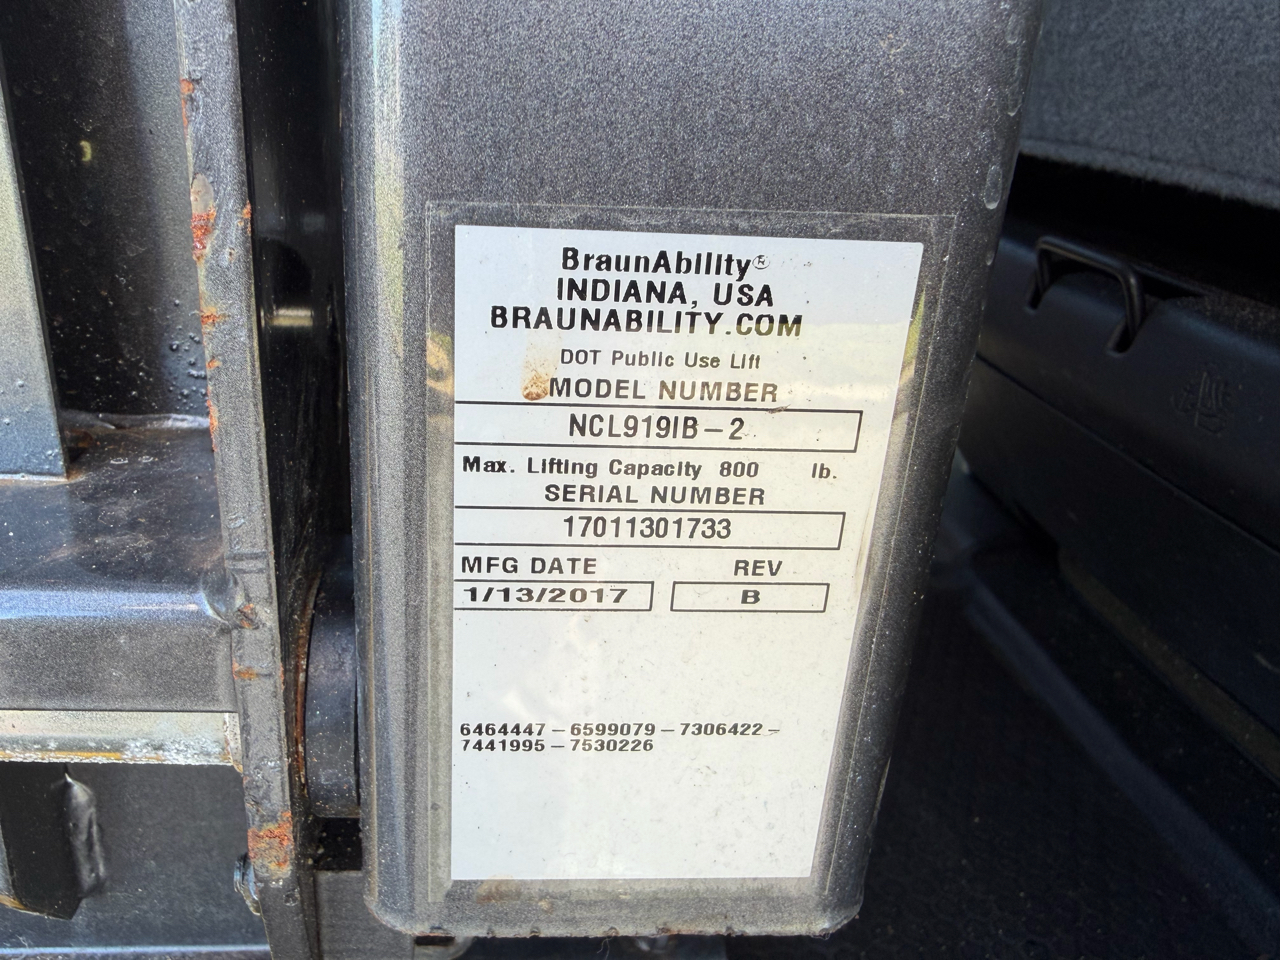 BraunAbility®
INDIANA, USA
BRAUNABILITY.COM
DOT Public Use Lift
MODEL NUMBER
NCL919IB-2
Max. Lifting Capacity 800 lb.
SERIAL NUMBER
17011301733
MFG DATE REV
1/13/2017 B
6464447-6599079-7306422-
7441995-7530226